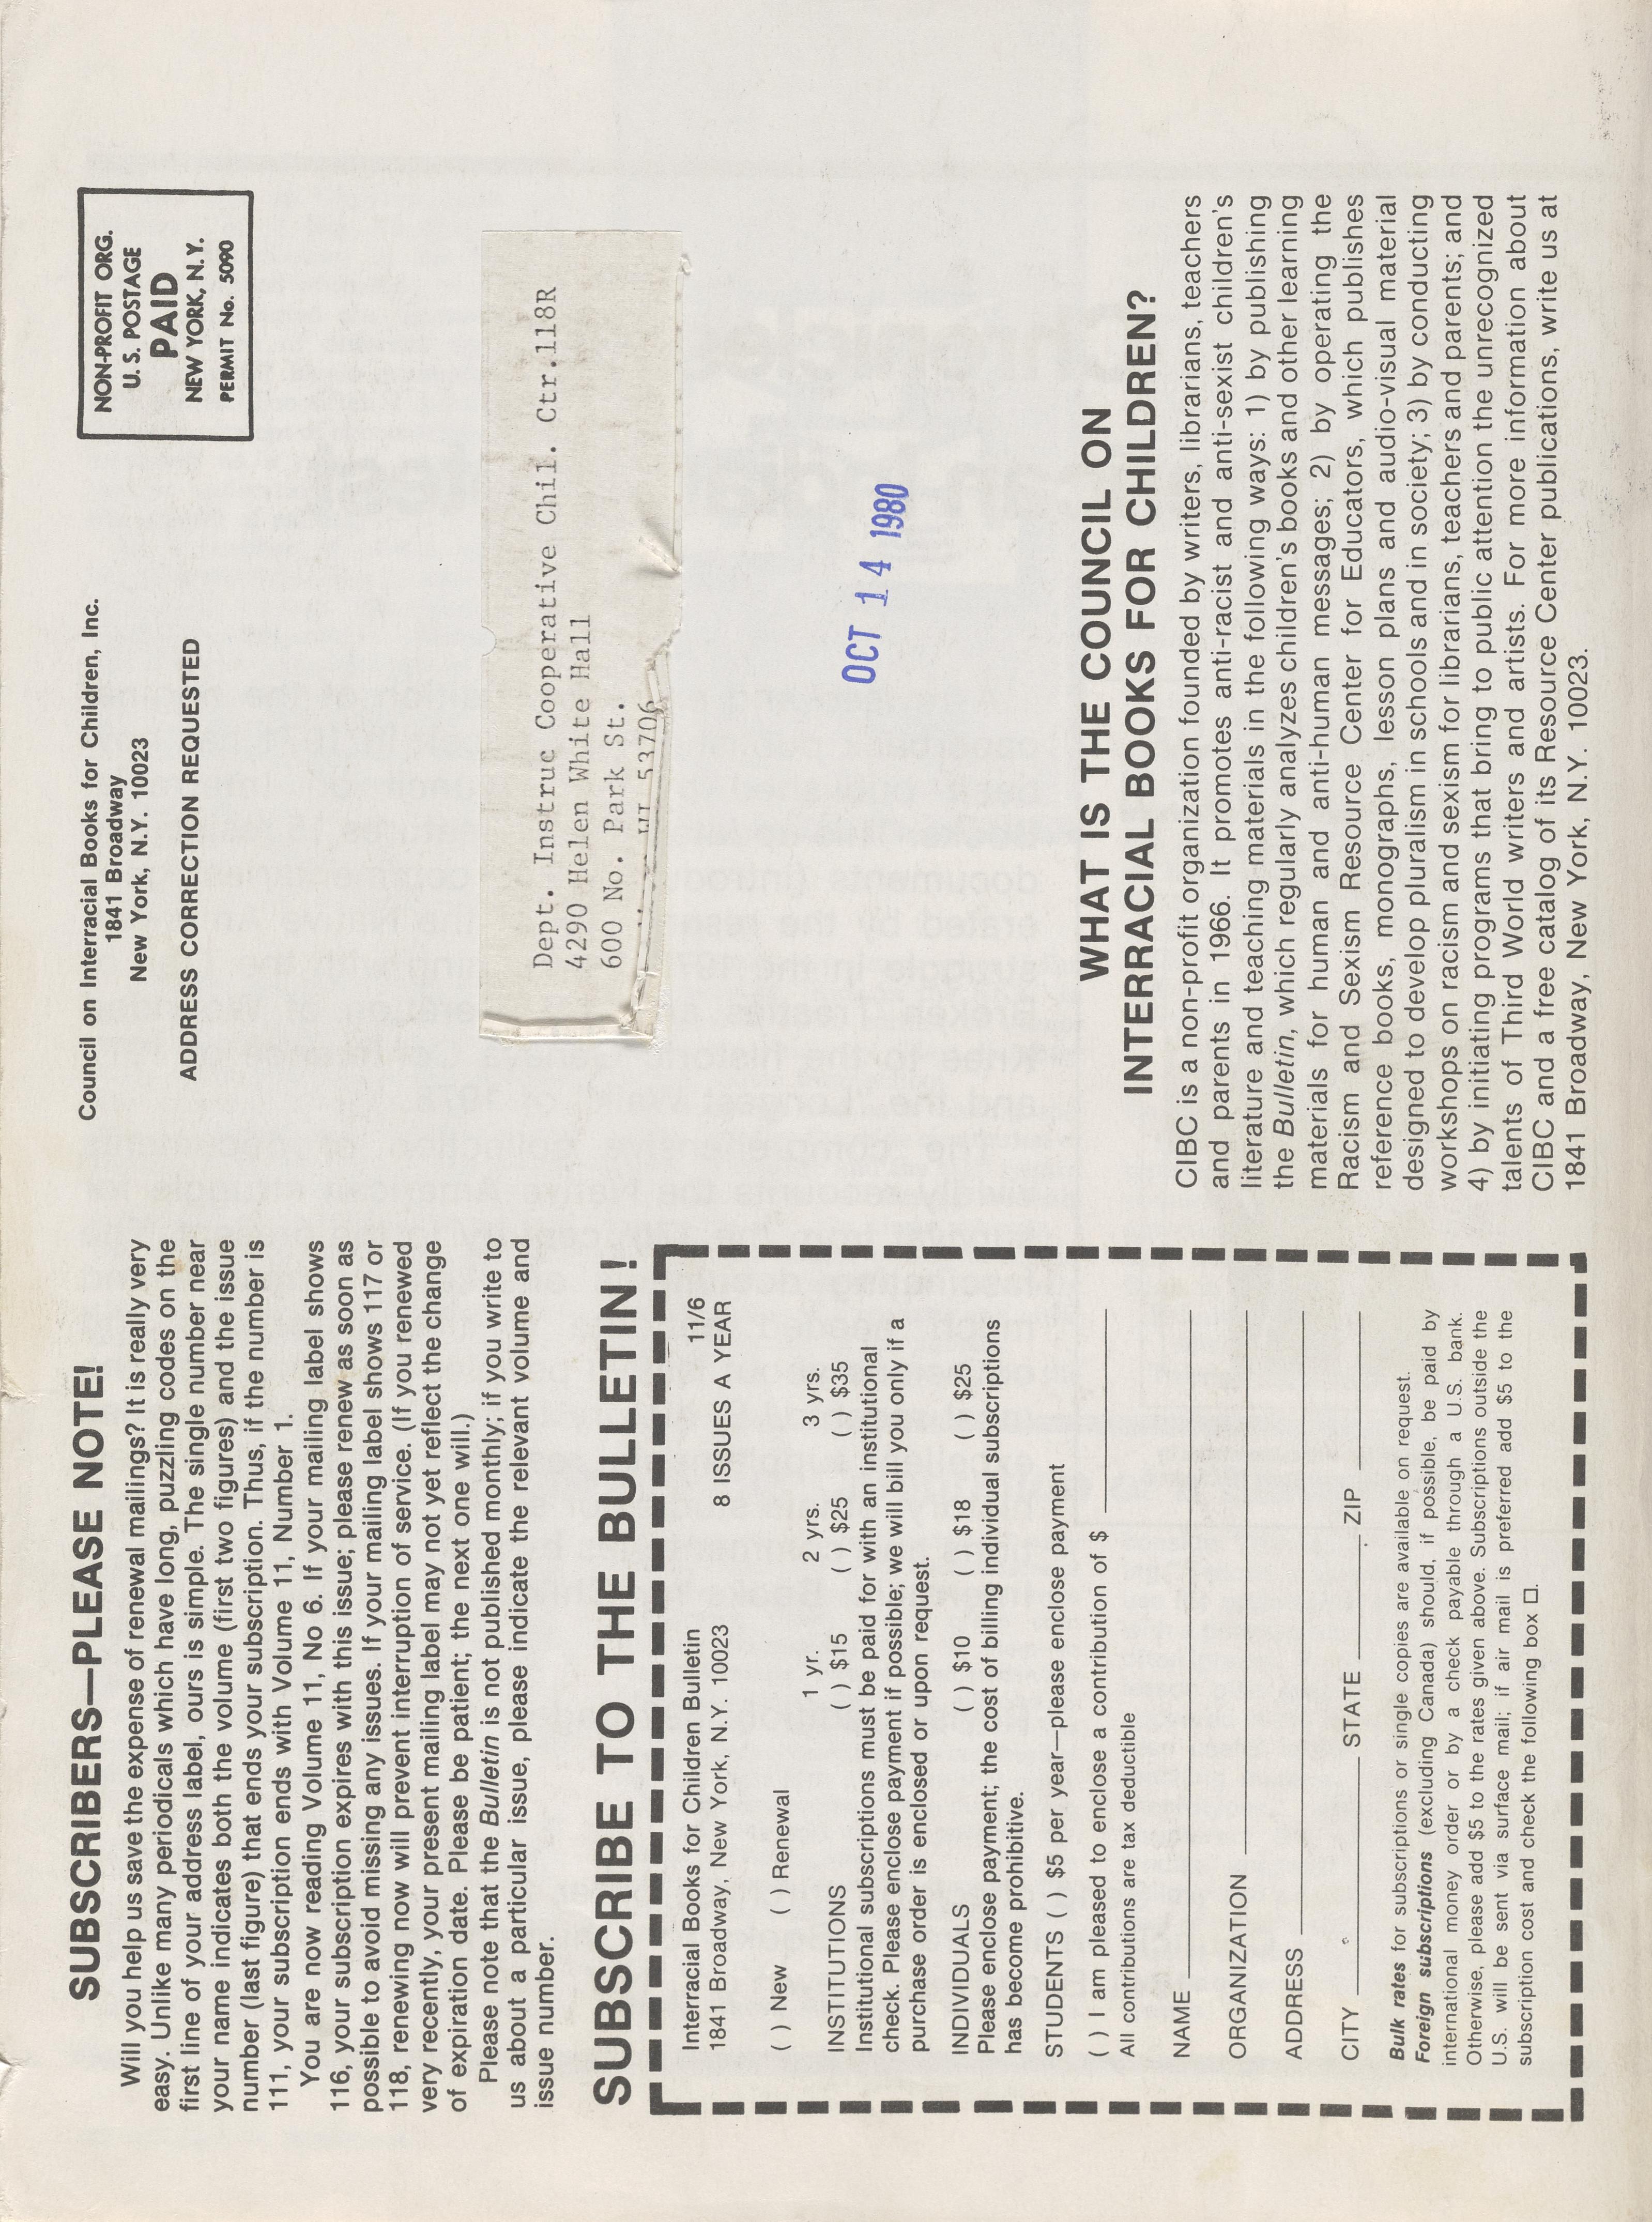 SUBSCRIBERS—PLEASE NOTE!
Will you help us save the expense of renewal mailings? It is really very
easy. Unlike many periodicals which have long, puzzling codes on the
first line of your address label, ours is simple. The single number near
your name indicates both the volume (first two figures) and the issue
number (last figure) that ends your subscription. Thus, if the number is
111, your subscription ends with Volume 11, Number 1.
You are now reading Volume 11, No 6. If your mailing label shows
116, your subscription expires with this issue; please renew as soon as
possible to avoid missing any issues. If your mailing label shows 117 or
118, renewing now will prevent interruption of service. (If you renewed
very recently, your present mailing label may not yet reflect the change
of expiration date. Please be patient; the next one will.)
Please note that the Bulletin is not published monthly; if you write to
us about a particular issue, please indicate the relevant volume and
issue number.
SUBSCRIBE TO THE BULLETIN!
Interracial Books for Children Bulletin 11/6
1841 Broadway, New York, N.Y. 10023 8 ISSUES A YEAR
( ) New ( ) Renewal
1 yr. 2 yrs. 3 yrs.
INSTITUTIONS ( ) $15 ( ) $25 ( ) $35
Institutional subscriptions must be paid for with an institutional
check. Please enclose payment if possible; we will bill you only if a
purchase order is enclosed or upon request.
INDIVIDUALS ( ) $10 ( ) $18 ( ) $25
Please enclose payment; the cost of billing individual subscriptions
has become prohibitive.
STUDENTS ( ) $5 per year—please enclose payment
( ) I am pleased to enclose a contribution of $
All contributions are tax deductible
NAME
ORGANIZATION
ADDRESS
CITY STATE ZIP
Bulk rates for subscriptions or single copies are available on request.
Foreign subscriptions (excluding Canada) should, if possible, be paid by
international money order or by a check payable through a U.S. bank.
Otherwise, please add $5 to the rates given above. Subscriptions outside the
U.S. will be sent via surface mail; if air mail is preferred add $5 to the
subscription cost and check the following box □.
Council on Interracial Books for Children, Inc.
1841 Broadway
New York, N.Y. 10023
ADDRESS CORRECTION REQUESTED
NON-PROFIT ORG.
U. S. POSTAGE
PAID
NEW YORK, N.Y.
PERMIT No. 5090
Dept. Instruc Cooperative Chil. Ctr.118R
4290 Helen White Hall
600 No. Park St.
WI 53706
OCT 14 1980
WHAT IS THE COUNCIL ON
INTERRACIAL BOOKS FOR CHILDREN?
CIBC is a non-profit organization founded by writers, librarians, teachers
and parents in 1966. It promotes anti-racist and anti-sexist children's
literature and teaching materials in the following ways: 1) by publishing
the Bulletin, which regularly analyzes children's books and other learning
materials for human and anti-human messages; 2) by operating the
Racism and Sexism Resource Center for Educators, which publishes
reference books, monographs, lesson plans and audio-visual material
designed to develop pluralism in schools and in society; 3) by conducting
workshops on racism and sexism for librarians, teachers and parents; and
4) by initiating programs that bring to public attention the unrecognized
talents of Third World writers and artists. For more information about
CIBC and a free catalog of its Resource Center publications, write us at
1841 Broadway, New York, N.Y. 10023.